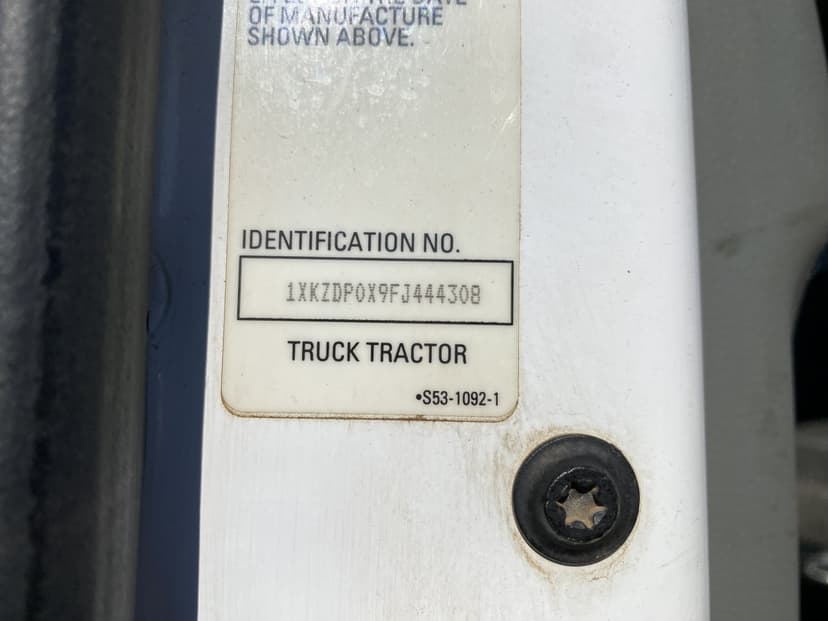 OF MANUFACTURE
SHOWN ABOVE.
IDENTIFICATION NO.
1XKZDP0X9FJ444308
TRUCK TRACTOR
•S53-1092-1